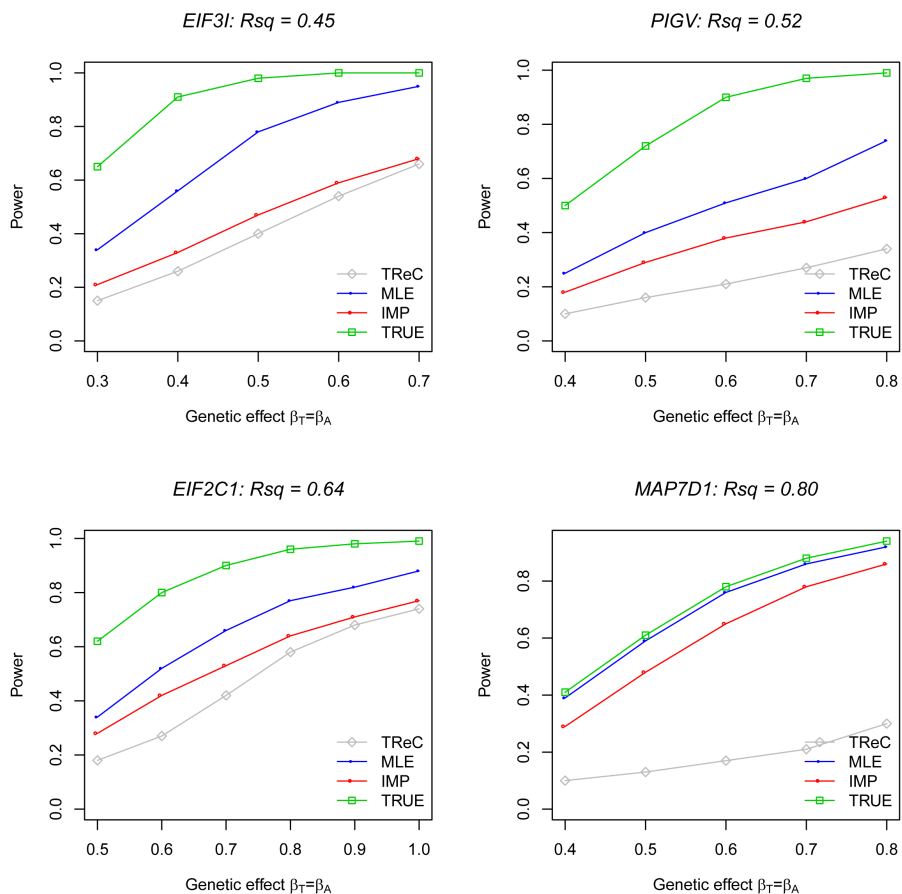 EIF3I: Rsq = 0.45
Power
1.0
0.8
0.6
0.4
0.2
0.0
TReC
MLE
IMP
TRUE
0.3 0.4 0.5 0.6 0.7
Genetic effect βT=βA
PIGV: Rsq = 0.52
Power
1.0
0.8
0.6
0.4
0.2
0.0
TReC
MLE
IMP
TRUE
0.4 0.5 0.6 0.7 0.8
Genetic effect βT=βA
EIF2C1: Rsq = 0.64
Power
1.0
0.8
0.6
0.4
0.2
0.0
TReC
MLE
IMP
TRUE
0.5 0.6 0.7 0.8 0.9 1.0
Genetic effect βT=βA
MAP7D1: Rsq = 0.80
Power
0.8
0.6
0.4
0.2
0.0
TReC
MLE
IMP
TRUE
0.4 0.5 0.6 0.7 0.8
Genetic effect βT=βA